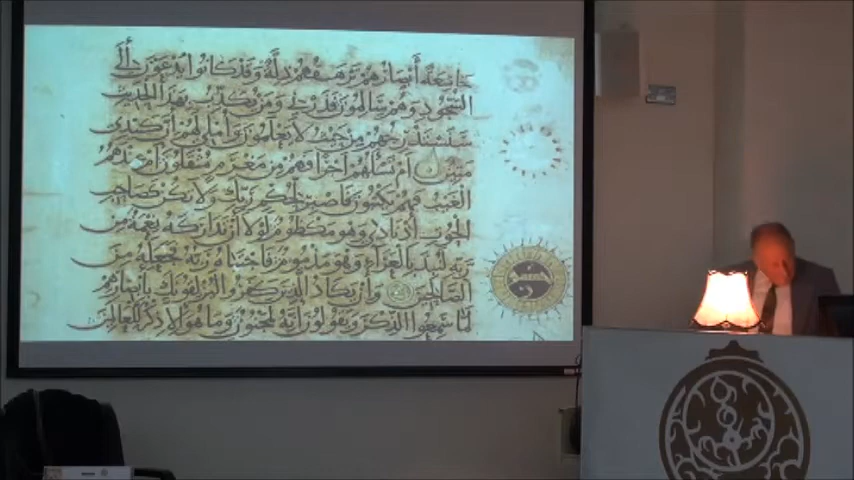 خاشعة أبصارهم ترهقهم ذلة وقد كانوا يدعون إلى
السجود وهم سالمون فذرني ومن يكذب بهذا الحديث
سنستدرجهم من حيث لا يعلمون وأملي لهم إن كيدي
متين أم تسألهم أجرا فهم من مغرم مثقلون أم عندهم
الغيب فهم يكتبون فاصبر لحكم ربك ولا تكن كصاحب
الحوت إذ نادى وهو مكظوم لولا أن تداركه نعمة من
ربه لنبذ بالعراء وهو مذموم فاجتباه ربه فجعله من
الصالحين وإن يكاد الذين كفروا ليزلقونك بأبصارهم
لما سمعوا الذكر ويقولون إنه لمجنون وما هو إلا ذكر للعالمين